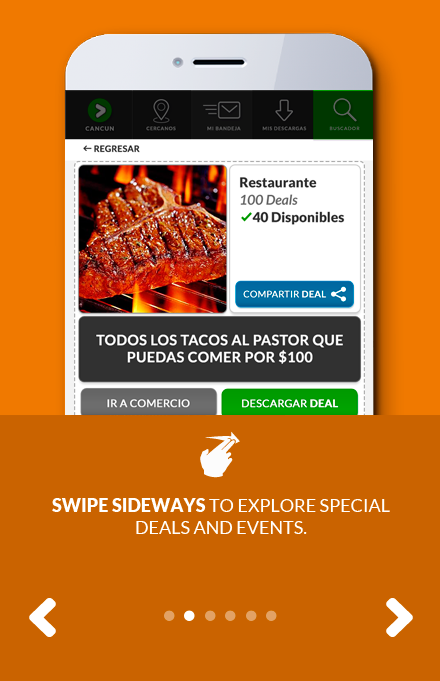 CANCUN
CERCANOS
MI BANDEJA
MIS DESCARGAS
BUSCADOR
← REGRESAR
Restaurante
100 Deals
✓40 Disponibles
COMPARTIR DEAL
TODOS LOS TACOS AL PASTOR QUE
PUEDAS COMER POR $100
IR A COMERCIO
DESCARGAR DEAL
SWIPE SIDEWAYS TO EXPLORE SPECIAL
DEALS AND EVENTS.